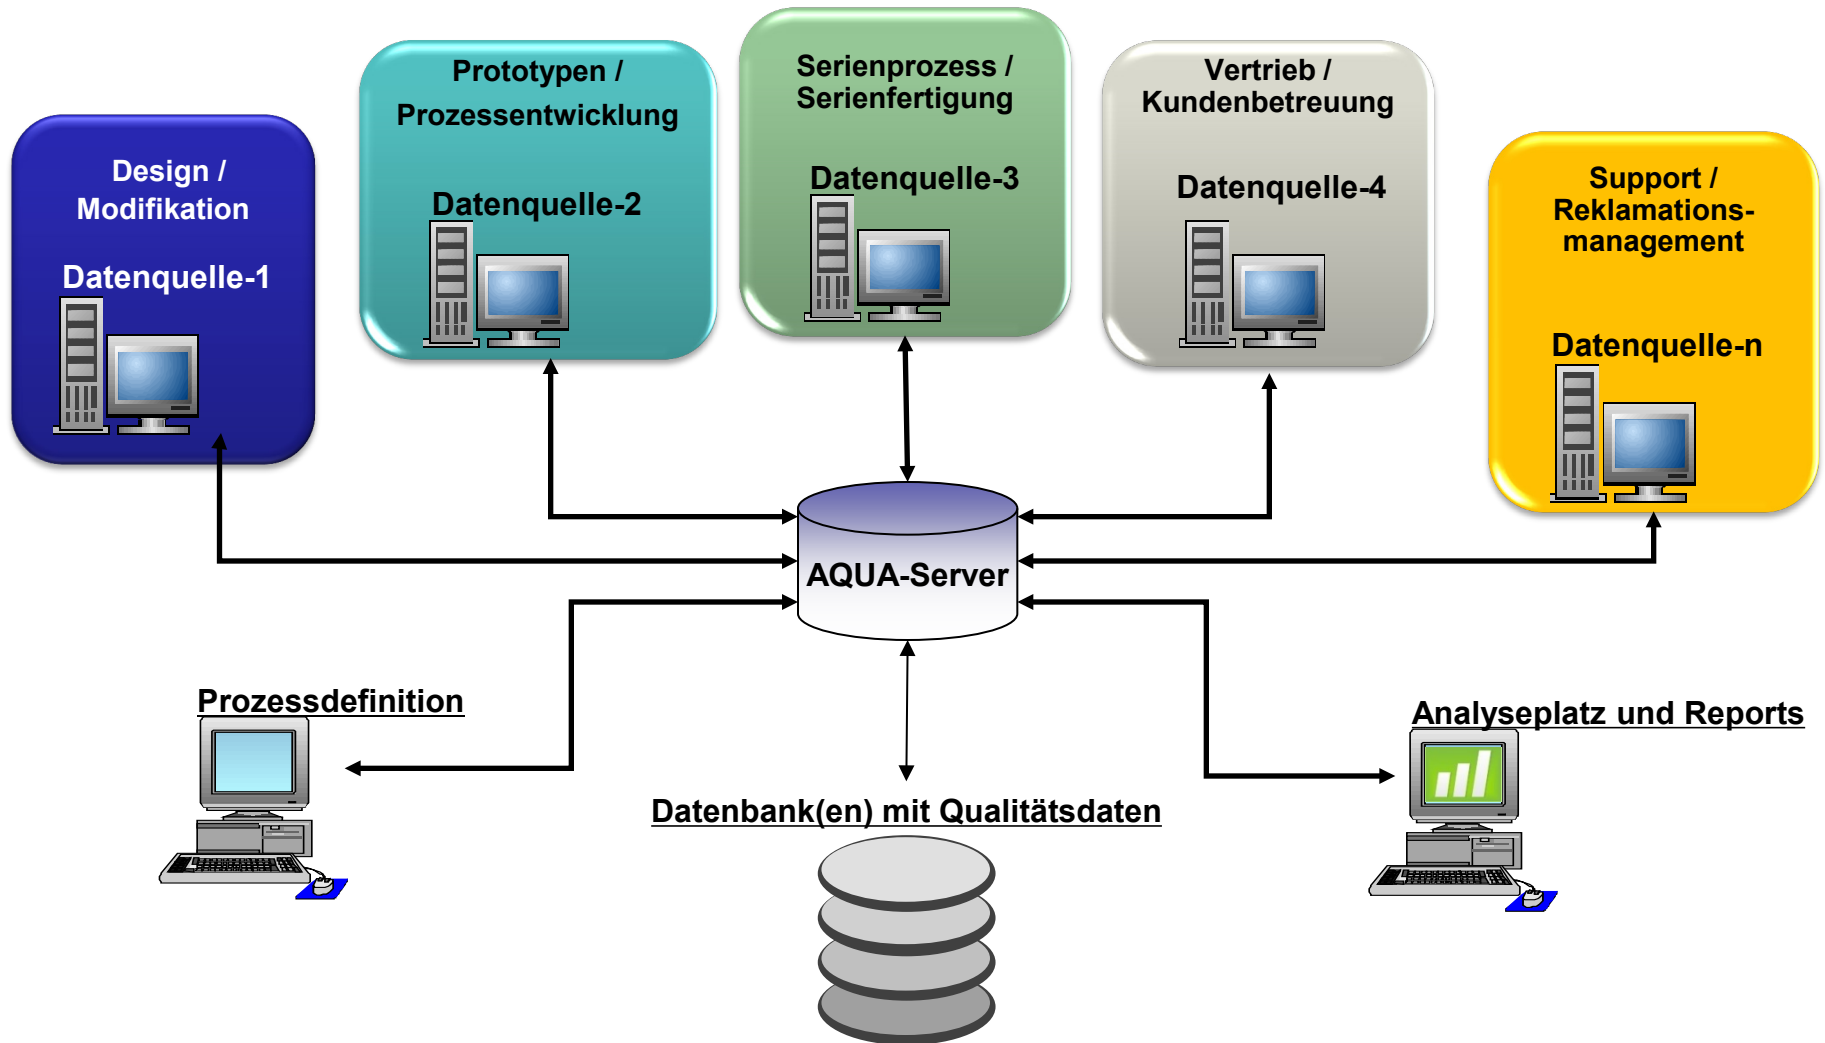 Design /
Modifikation
Datenquelle-1
Prototypen /
Prozessentwicklung
Datenquelle-2
Serienprozess /
Serienfertigung
Datenquelle-3
Vertrieb /
Kundenbetreuung
Datenquelle-4
Support /
Reklamations-
management
Datenquelle-n
AQUA-Server
Prozessdefinition
Analyseplatz und Reports
Datenbank(en) mit Qualitätsdaten